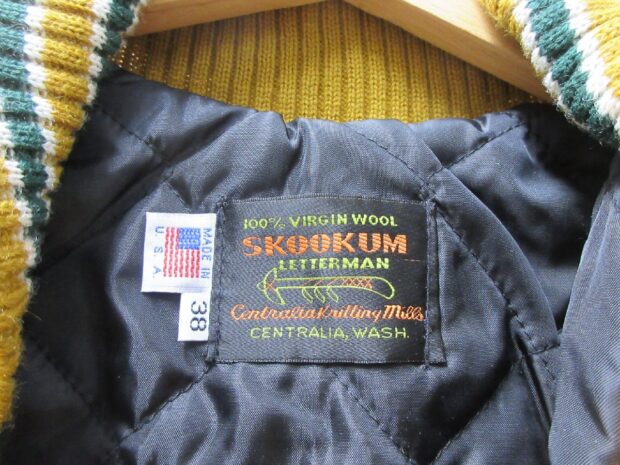 100% VIRGIN WOOL
SKOOKUM
LETTERMAN
Centralia Knitting Mills
CENTRALIA, WASH.
MADE IN
U.S.A
38